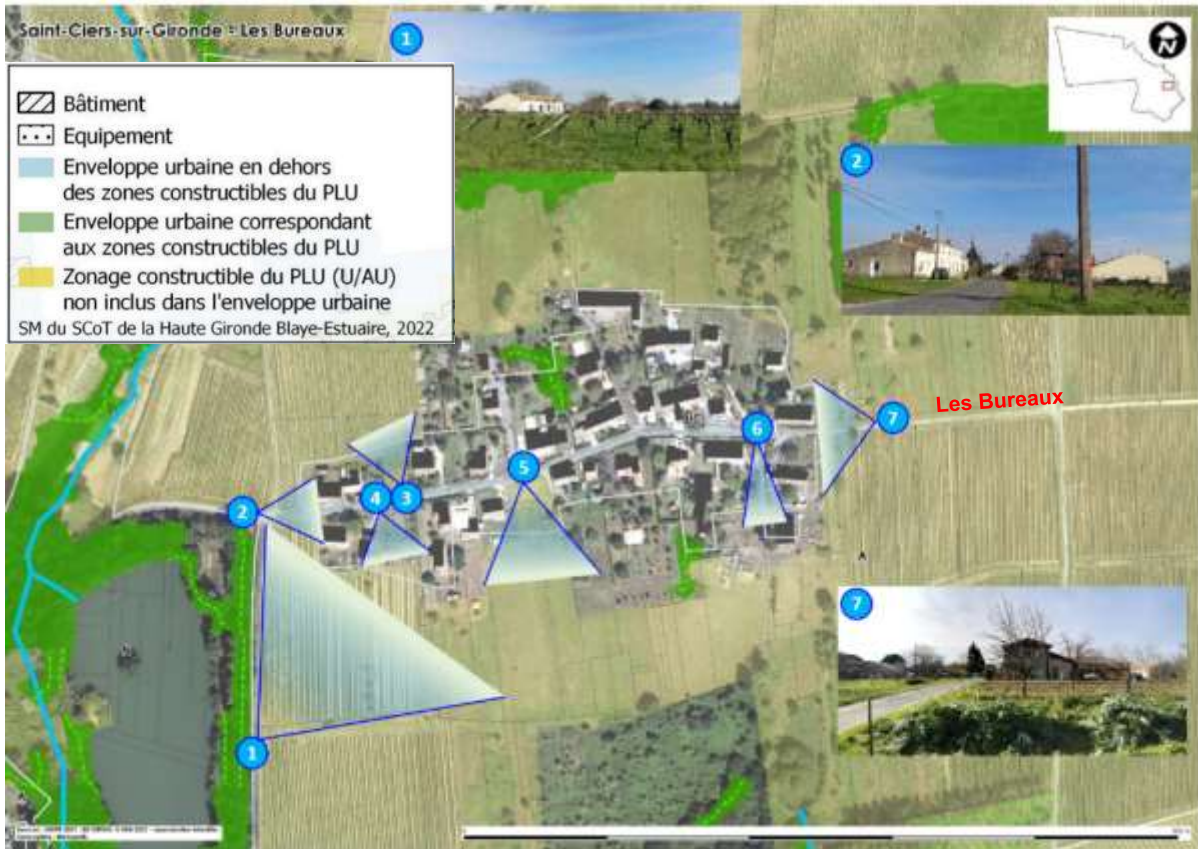 Saint-Ciers-sur-Gironde - Les Bureaux
1
N
Bâtiment
Equipement
Enveloppe urbaine en dehors
des zones constructibles du PLU
Enveloppe urbaine correspondant
aux zones constructibles du PLU
Zonage constructible du PLU (U/AU)
non inclus dans l'enveloppe urbaine
SM du SCoT de la Haute Gironde Blaye-Estuaire, 2022
2
Les Bureaux
7
6
5
4
3
2
A
7
1